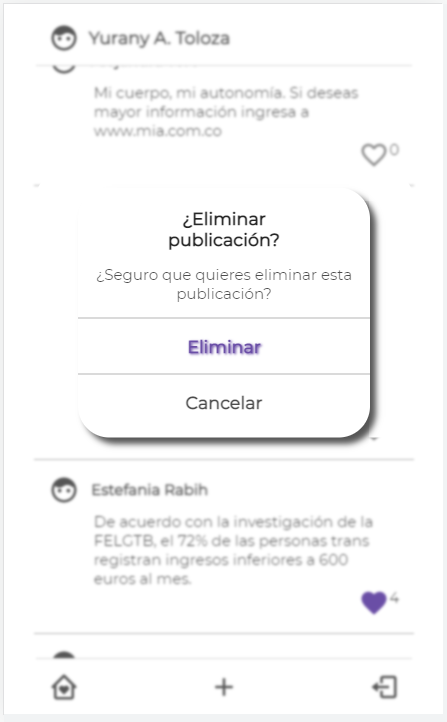 Yurany A. Toloza
Mi cuerpo, mi autonomía. Si deseas
mayor información ingresa a
www.mia.com.co
0
¿Eliminar
publicación?
¿Seguro que quieres eliminar esta
publicación?
Eliminar
Cancelar
Estefania Rabih
De acuerdo con la investigación de la
FELGTB, el 72% de las personas trans
registran ingresos inferiores a 600
euros al mes.
4